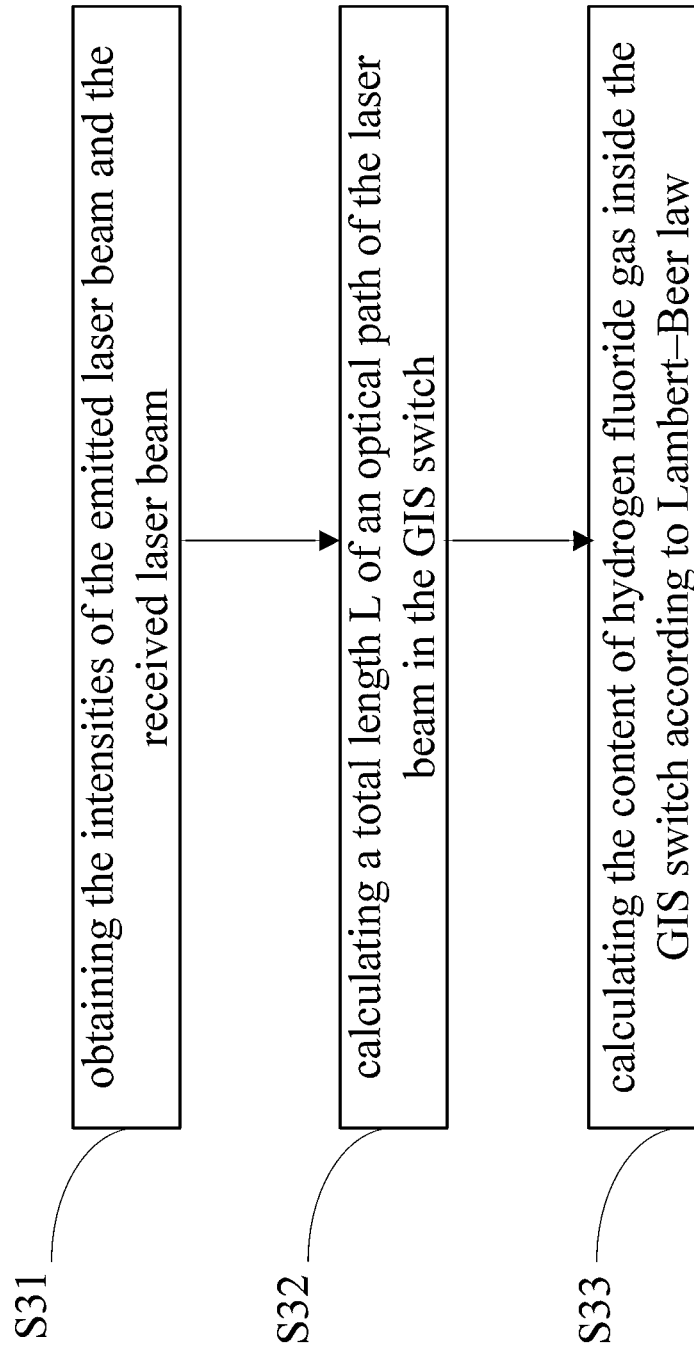 S31
obtaining the intensities of the emitted laser beam and the
received laser beam
S32
calculating a total length L of an optical path of the laser
beam in the GIS switch
S33
calculating the content of hydrogen fluoride gas inside the
GIS switch according to Lambert–Beer law